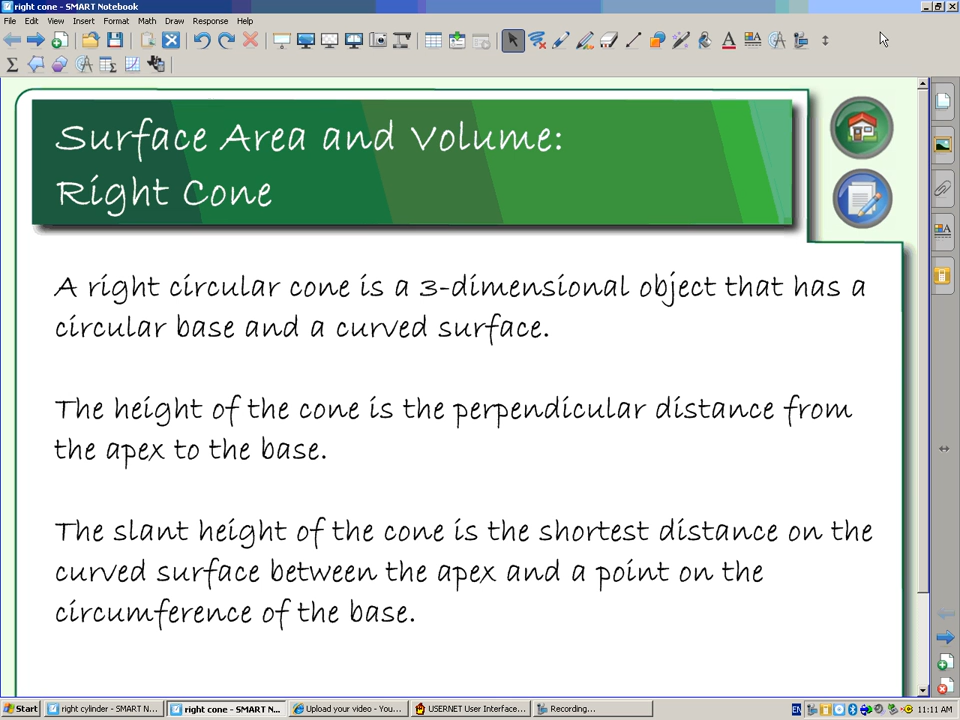 right cone - SMART Notebook
File Edit View Insert Format Math Draw Response Help
Surface Area and Volume:
Right Cone
A right circular cone is a 3-dimensional object that has a
circular base and a curved surface.
The height of the cone is the perpendicular distance from
the apex to the base.
The slant height of the cone is the shortest distance on the
curved surface between the apex and a point on the
circumference of the base.
Start right cylinder - SMART N... right cone - SMART N... Upload your video - You... USERNET User Interface... Recording... EN 11:11 AM